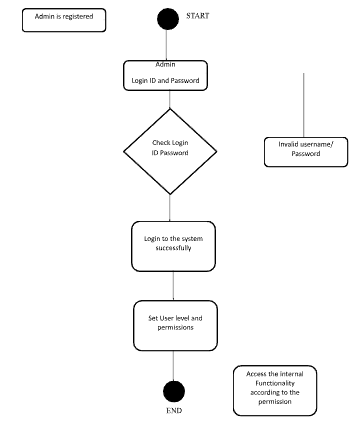 Admin is registered
START
Admin
Login ID and Password
Check Login
ID Password
Invalid username/
Password
Login to the system
successfully
Set User level and
permissions
Access the Internal
Functionality
according to the
permission
END